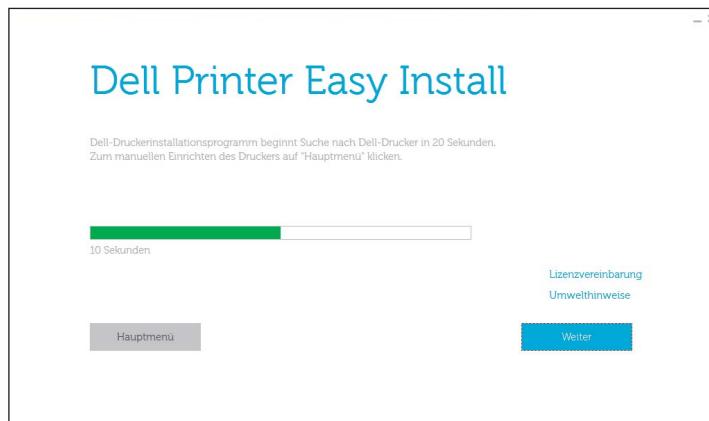 Dell Printer Easy Install
Dell-Druckerinstallationsprogramm beginnt Suche nach Dell-Drucker in 20 Sekunden.
Zum manuellen Einrichten des Druckers auf "Hauptmenü" klicken.
10 Sekunden
Lizenzvereinbarung
Umwelthinweise
Hauptmenü
Weiter